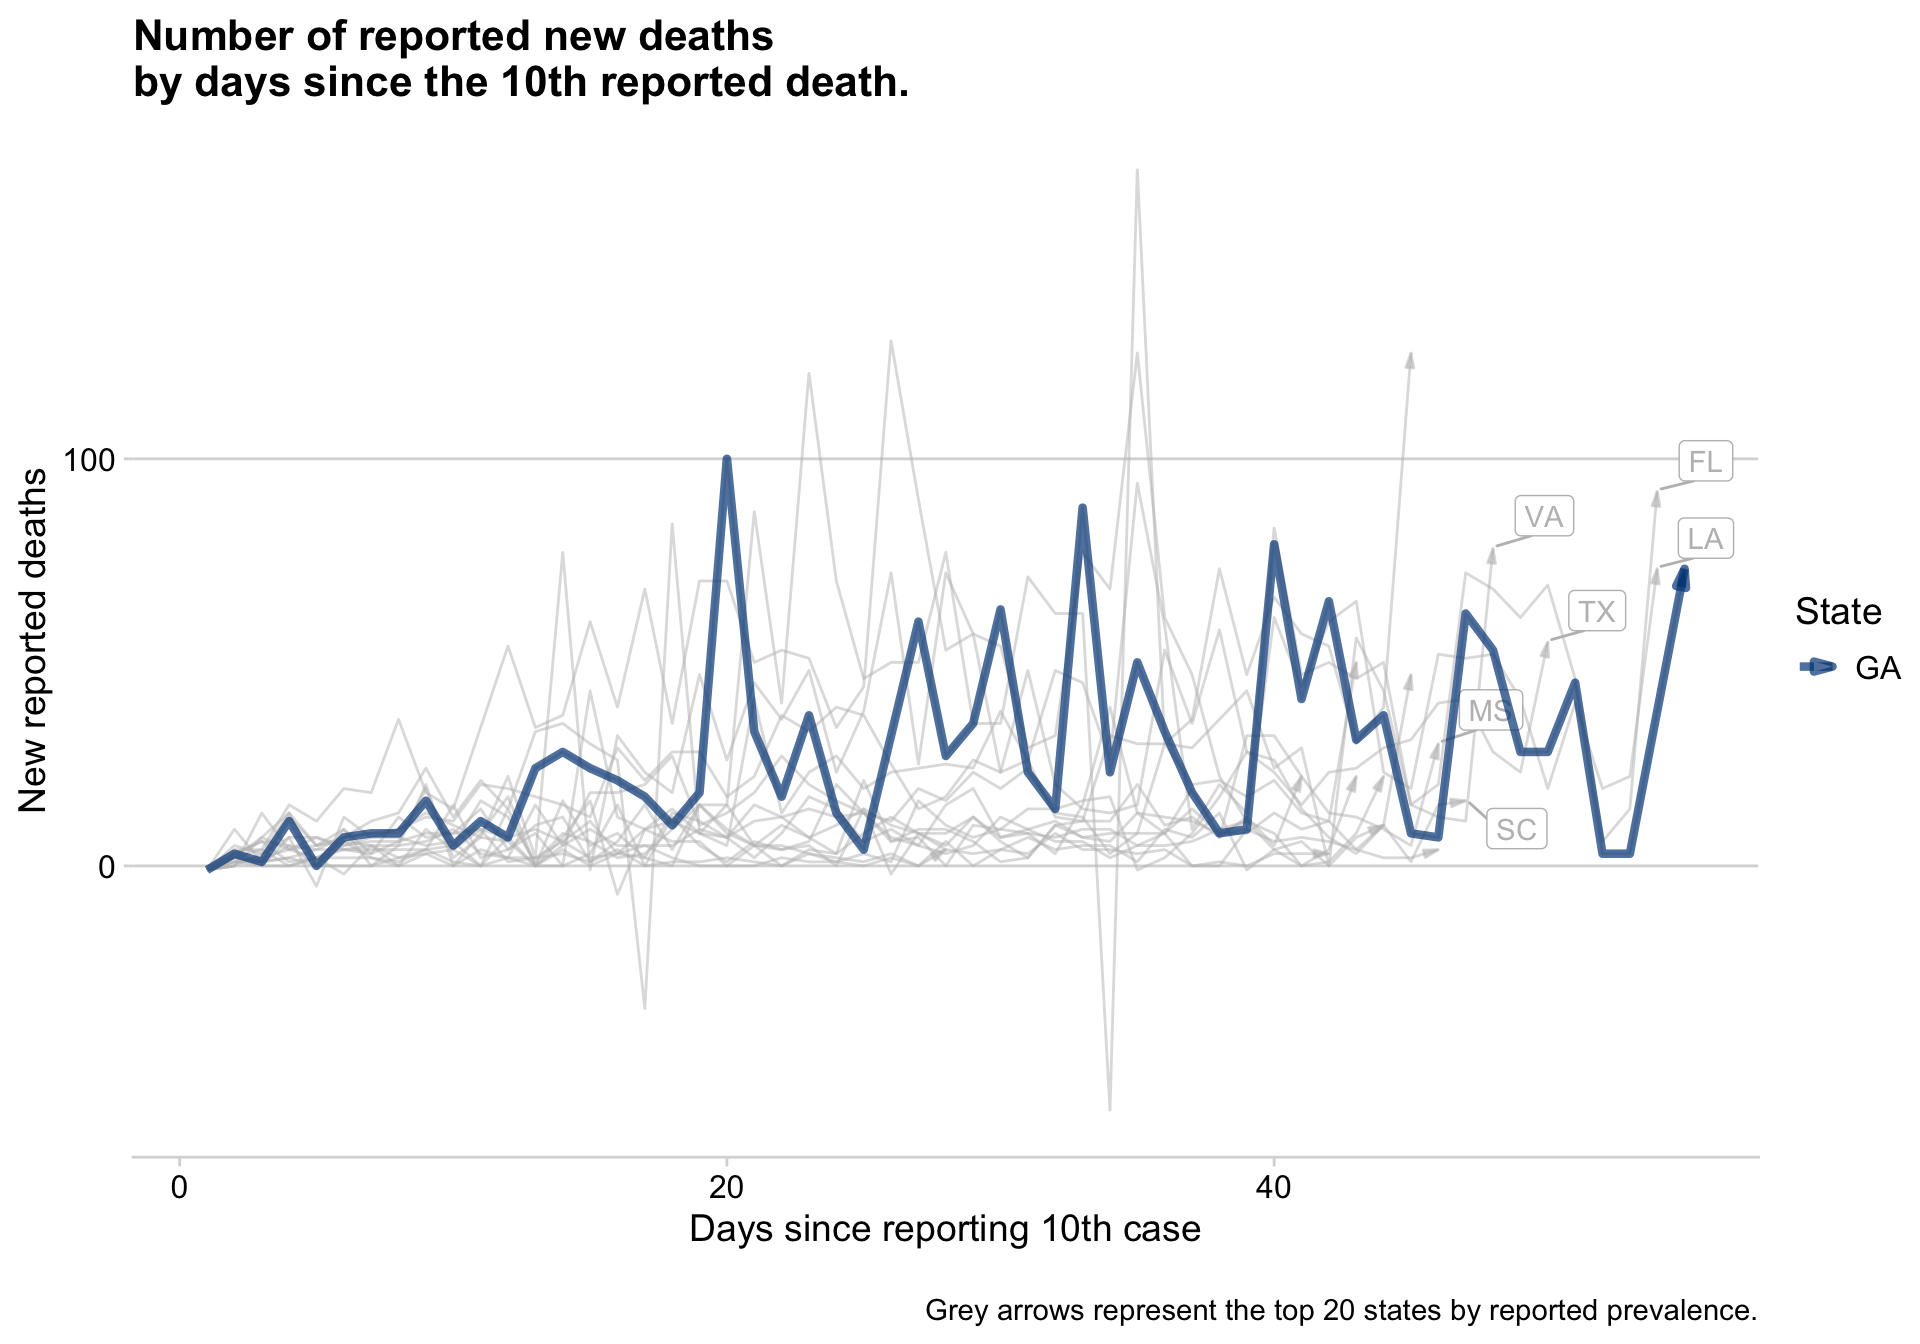 Number of reported new deaths
by days since the 10th reported death.
New reported deaths
100
0
FL
VA
LA
TX
MS
SC
State
GA
0
20
40
Days since reporting 10th case
Grey arrows represent the top 20 states by reported prevalence.